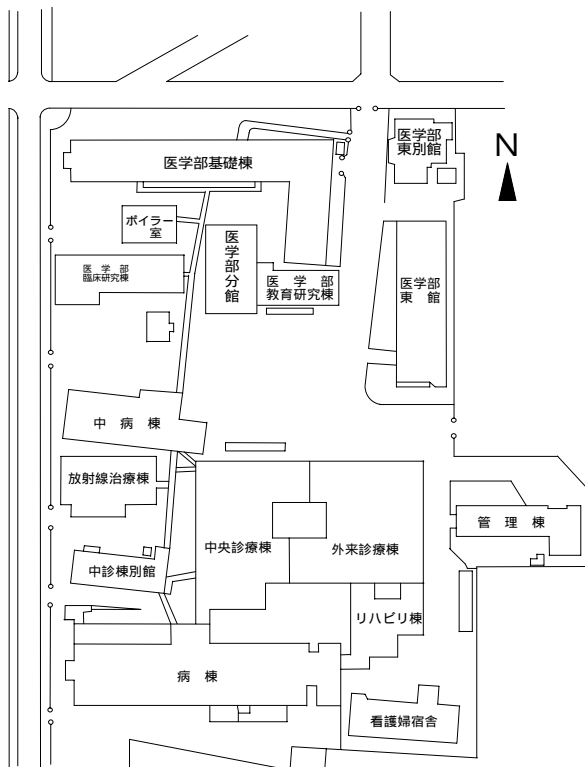 医学部
東別館
N
医学部基礎棟
ボイラー
室
医学部分館
医学部
臨床研究棟
医学部
教育研究棟
医学部
東館
中病棟
放射線治療棟
中央診療棟
外来診療棟
管理棟
中診棟別館
リハビリ棟
病棟
看護婦宿舎